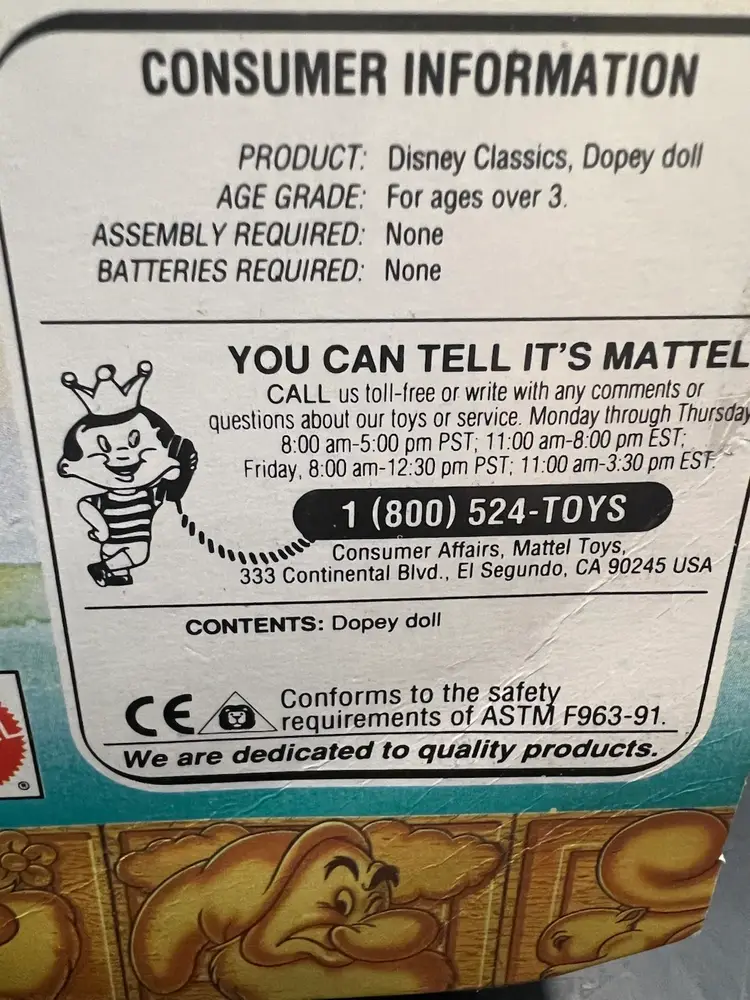 CONSUMER INFORMATION
PRODUCT: Disney Classics, Dopey doll
AGE GRADE: For ages over 3.
ASSEMBLY REQUIRED: None
BATTERIES REQUIRED: None
YOU CAN TELL IT'S MATTEL
CALL us toll-free or write with any comments or
questions about our toys or service. Monday through Thursday
8:00 am-5:00 pm PST; 11:00 am-8:00 pm EST;
Friday, 8:00 am-12:30 pm PST; 11:00 am-3:30 pm EST.
1 (800) 524-TOYS
Consumer Affairs, Mattel Toys,
333 Continental Blvd., El Segundo, CA 90245 USA
CONTENTS: Dopey doll
CE Conforms to the safety
requirements of ASTM F963-91.
We are dedicated to quality products.